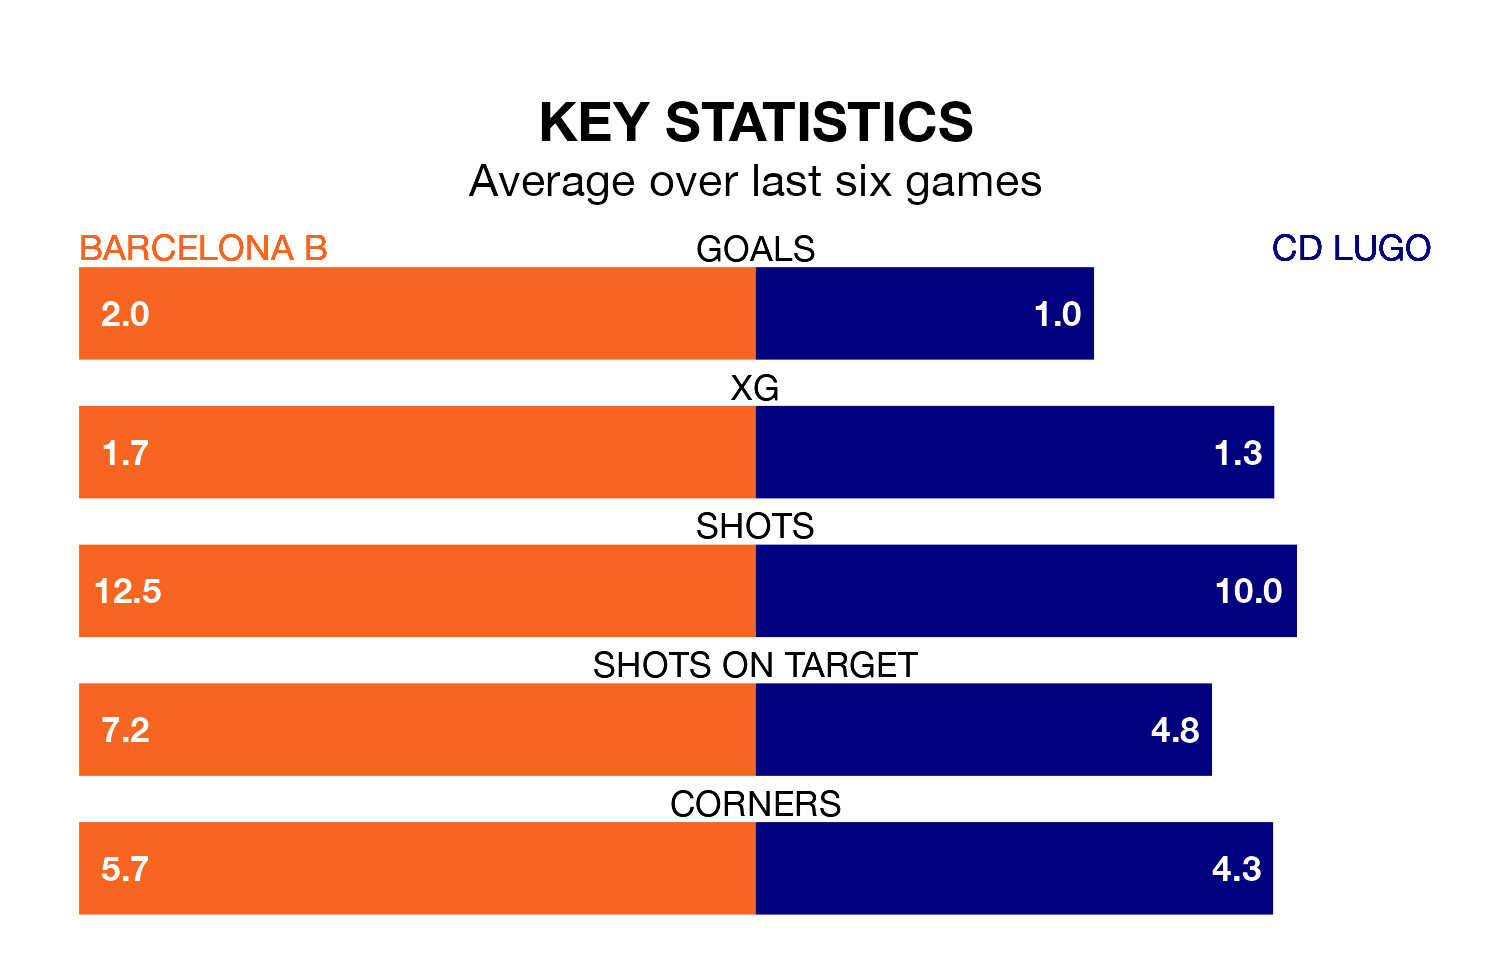 KEY STATISTICS
Average over last six games
BARCELONA B GOALS CD LUGO
2.0 1.0
XG
1.7 1.3
SHOTS
12.5 10.0
SHOTS ON TARGET
7.2 4.8
CORNERS
5.7 4.3